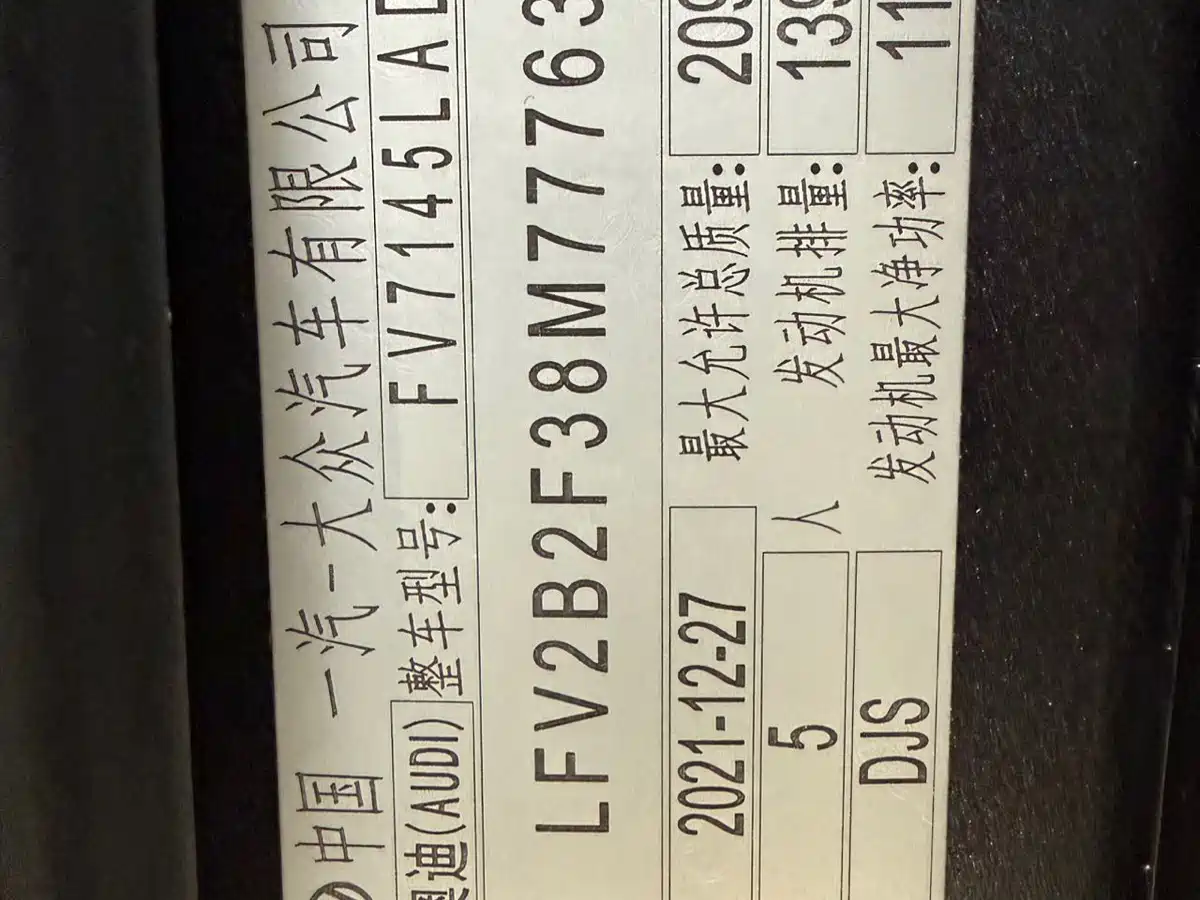 中国 一汽-大众汽车有限公司
奥迪(AUDI) 整车型号: FV7145LAD
LFV2B2F38M77763
2021-12-27 最大允许总质量: 209
5 人 发动机排量: 139
DJS 发动机最大净功率: 11